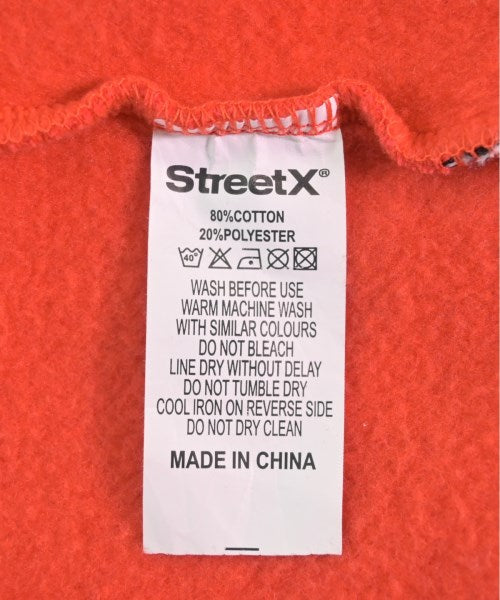 StreetX®
80%COTTON
20%POLYESTER
40°
WASH BEFORE USE
WARM MACHINE WASH
WITH SIMILAR COLOURS
DO NOT BLEACH
LINE DRY WITHOUT DELAY
DO NOT TUMBLE DRY
COOL IRON ON REVERSE SIDE
DO NOT DRY CLEAN
MADE IN CHINA